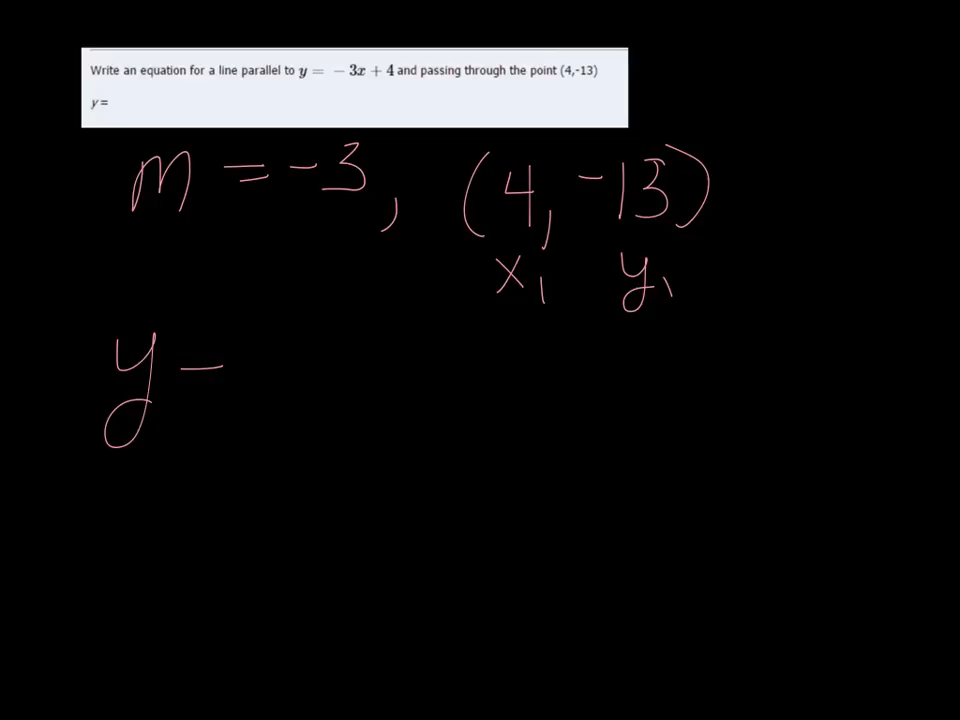 Write an equation for a line parallel to y = −3x + 4 and passing through the point (4,-13)
y =
m = -3, (4, -13)
x₁ y₁
y -